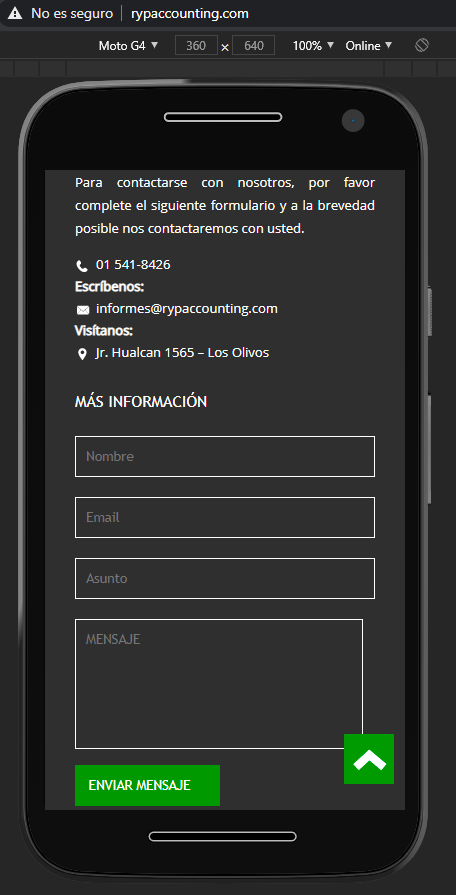 No es seguro rypaccounting.com
Moto G4 ▼ 360 × 640 100% ▼ Online ▼
Para contactarse con nosotros, por favor
complete el siguiente formulario y a la brevedad
posible nos contactaremos con usted.
01 541-8426
Escríbenos:
informes@rypaccounting.com
Visítanos:
Jr. Hualcan 1565 – Los Olivos
MÁS INFORMACIÓN
Nombre
Email
Asunto
MENSAJE
ENVIAR MENSAJE